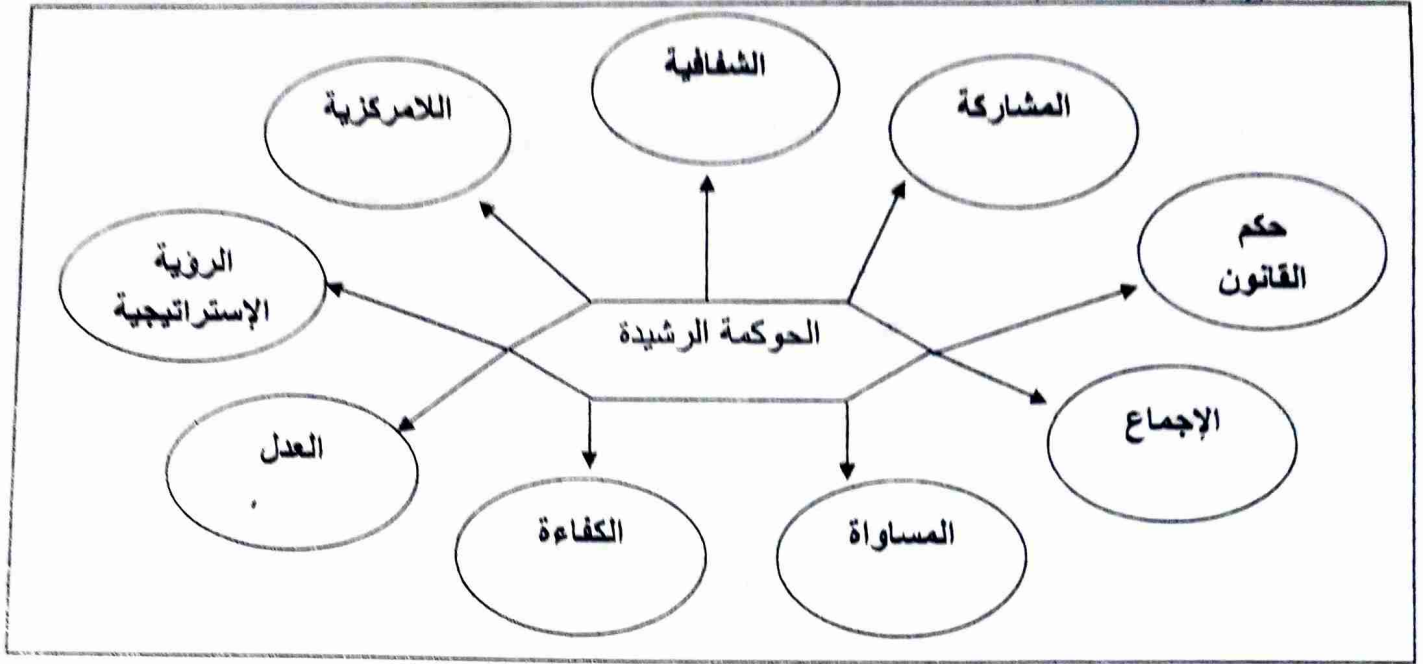 الشفافية
المشاركة
اللامركزية
حكم
القانون
الرؤية
الإستراتيجية
الحوكمة الرشيدة
الإجماع
العدل
المساواة
الكفاءة